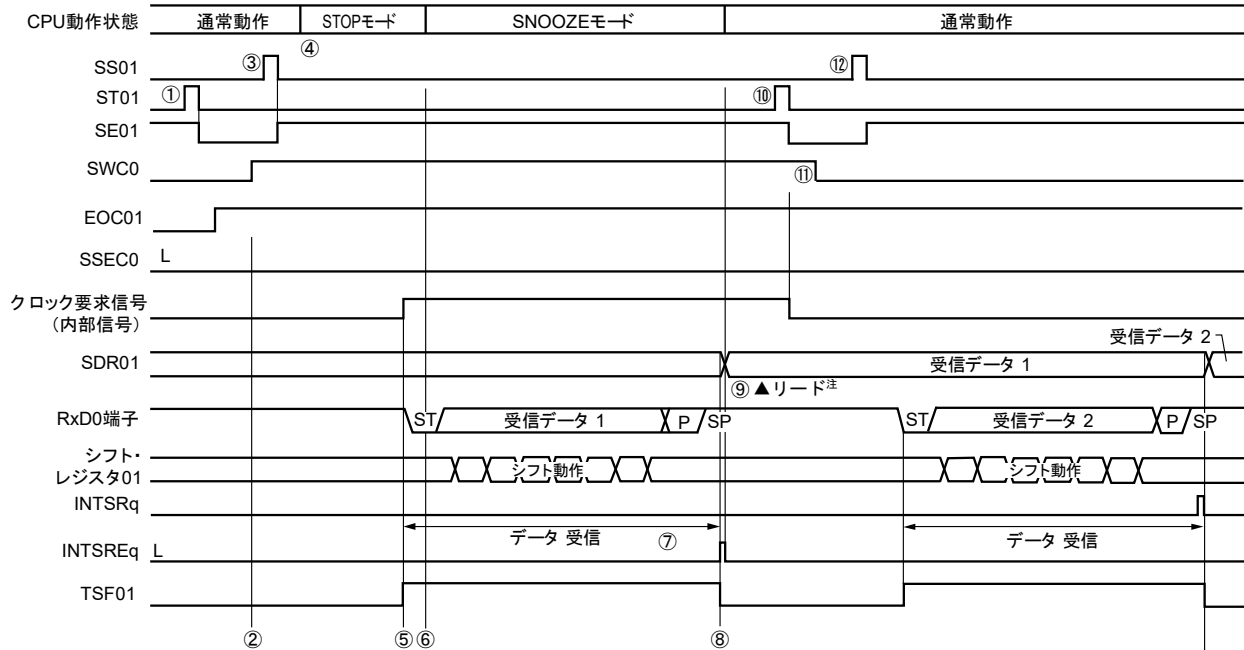 CPU動作状態 通常動作 STOPモード SNOOZEモード 通常動作
④
SS01 ③ ⑫
ST01 ① ⑩
SE01
SWC0 ⑪
EOC01
SSEC0 L
クロック要求信号
(内部信号)
受信データ 2
SDR01 受信データ 1
⑨ ▲リード注
RxD0端子 ST 受信データ 1 P SP ST 受信データ 2 P SP
シフト・
レジスタ01 シフト動作 シフト動作
INTSRq
データ 受信 ⑦ データ 受信
INTSREq L
TSF01
② ⑤ ⑥ ⑧